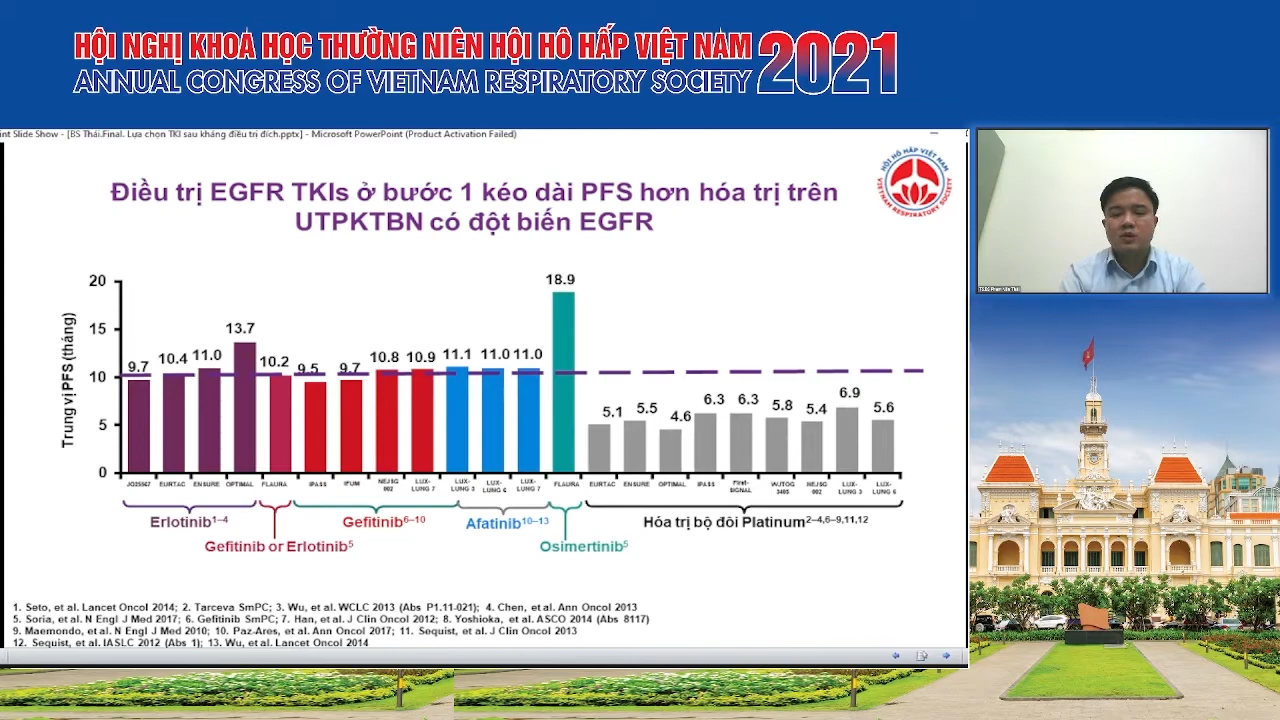 HỘI NGHỊ KHOA HỌC THƯỜNG NIÊN HỘI HÔ HẤP VIỆT NAM 2021
ANNUAL CONGRESS OF VIETNAM RESPIRATORY SOCIETY
int Slide Show - [BS Thái.Final. Lựa chọn TKI sau kháng điều trị đích.pptx] - Microsoft PowerPoint (Product Activation Failed)
HỘI HÔ HẤP VIỆT NAM
VIETNAM RESPIRATORY SOCIETY
Điều trị EGFR TKIs ở bước 1 kéo dài PFS hơn hóa trị trên
UTPKTBN có đột biến EGFR
Trung vị PFS (tháng)
20
15
10
5
0
9.7 10.4 11.0 13.7 10.2 9.5 9.7 10.8 10.9 11.1 11.0 11.0 18.9 5.1 5.5 4.6 6.3 6.3 5.8 5.4 6.9 5.6
JO25567 EURTAC ENSURE OPTIMAL FLAURA IPASS IFUM NEJSG 002 LUX-LUNG 7 LUX-LUNG 3 LUX-LUNG 6 LUX-LUNG 7 FLAURA EURTAC ENSURE OPTIMAL IPASS First-SIGNAL WJTOG 3405 NEJSG 002 LUX-LUNG 3 LUX-LUNG 6
Erlotinib1–4
Gefitinib or Erlotinib5
Gefitinib6–10
Afatinib10–13
Osimertinib5
Hóa trị bộ đôi Platinum2–4,6–9,11,12
1. Seto, et al. Lancet Oncol 2014; 2. Tarceva SmPC; 3. Wu, et al. WCLC 2013 (Abs P1.11-021); 4. Chen, et al. Ann Oncol 2013
5. Soria, et al. N Engl J Med 2017; 6. Gefitinib SmPC; 7. Han, et al. J Clin Oncol 2012; 8. Yoshioka, et al. ASCO 2014 (Abs 8117)
9. Maemondo, et al. N Engl J Med 2010; 10. Paz-Ares, et al. Ann Oncol 2017; 11. Sequist, et al. J Clin Oncol 2013
12. Sequist, et al. IASLC 2012 (Abs 1); 13. Wu, et al. Lancet Oncol 2014